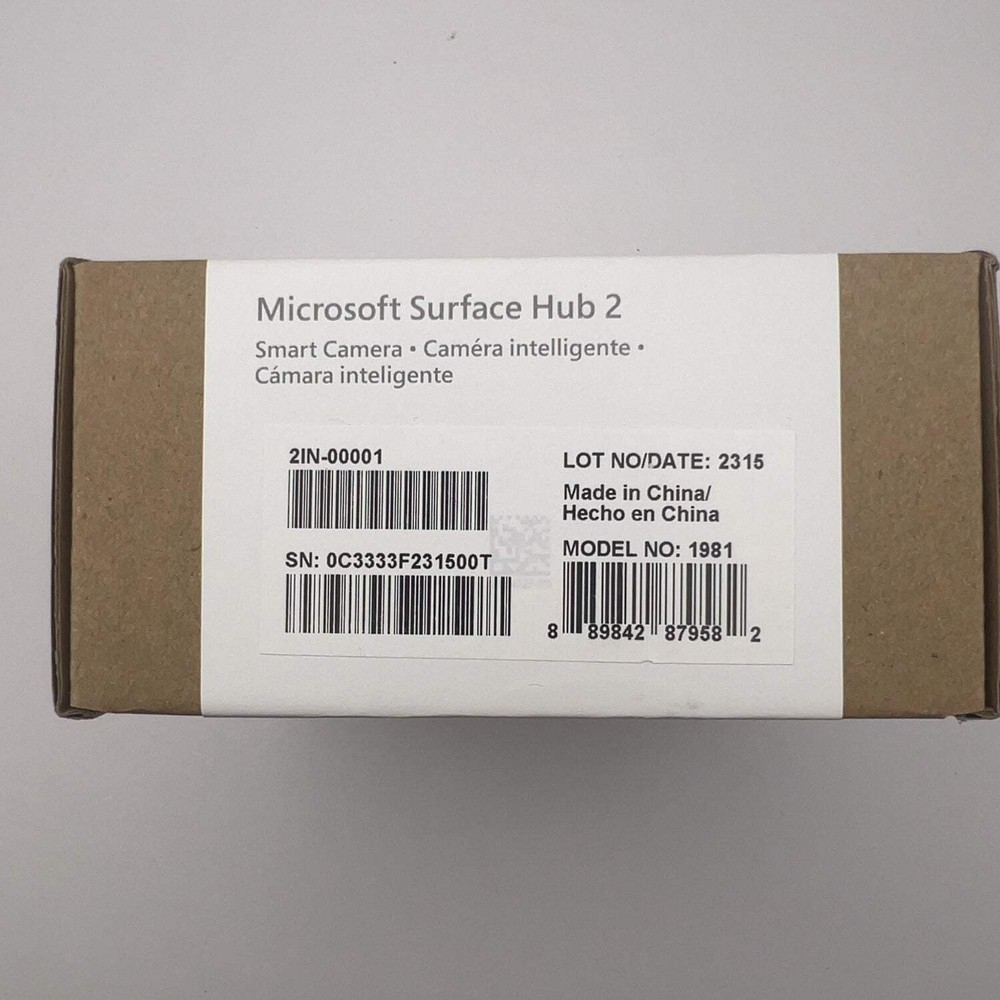 Microsoft Surface Hub 2
Smart Camera • Caméra intelligente •
Cámara inteligente
2IN-00001
SN: 0C3333F231500T
LOT NO/DATE: 2315
Made in China/
Hecho en China
MODEL NO: 1981
8 89842 87958 2